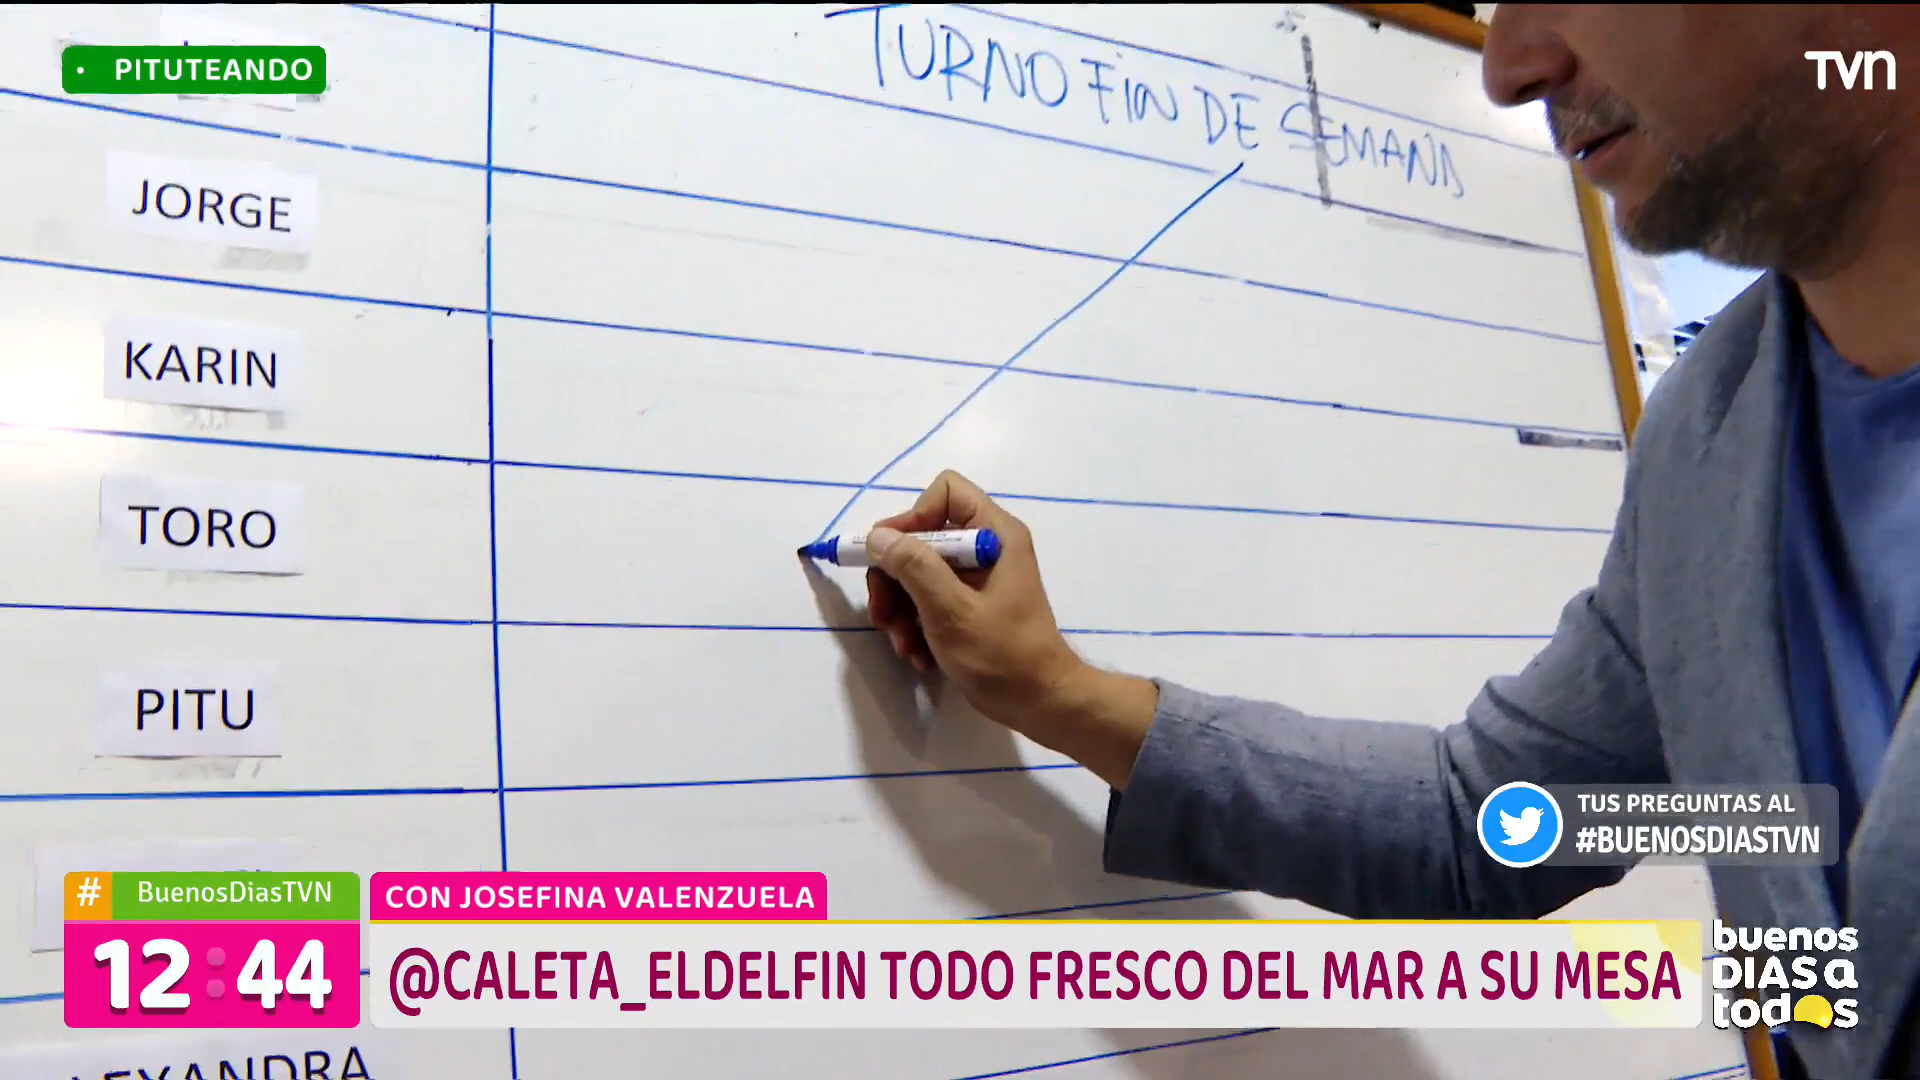 PITUTEANDO
TVN
TURNO FIN DE SEMANA
JORGE
KARIN
TORO
PITU
TUS PREGUNTAS AL
#BUENOSDIASTVN
# BuenosDiasTVN
CON JOSEFINA VALENZUELA
12:44
@CALETA_ELDELFIN TODO FRESCO DEL MAR A SU MESA
buenos
DIAS a
todos